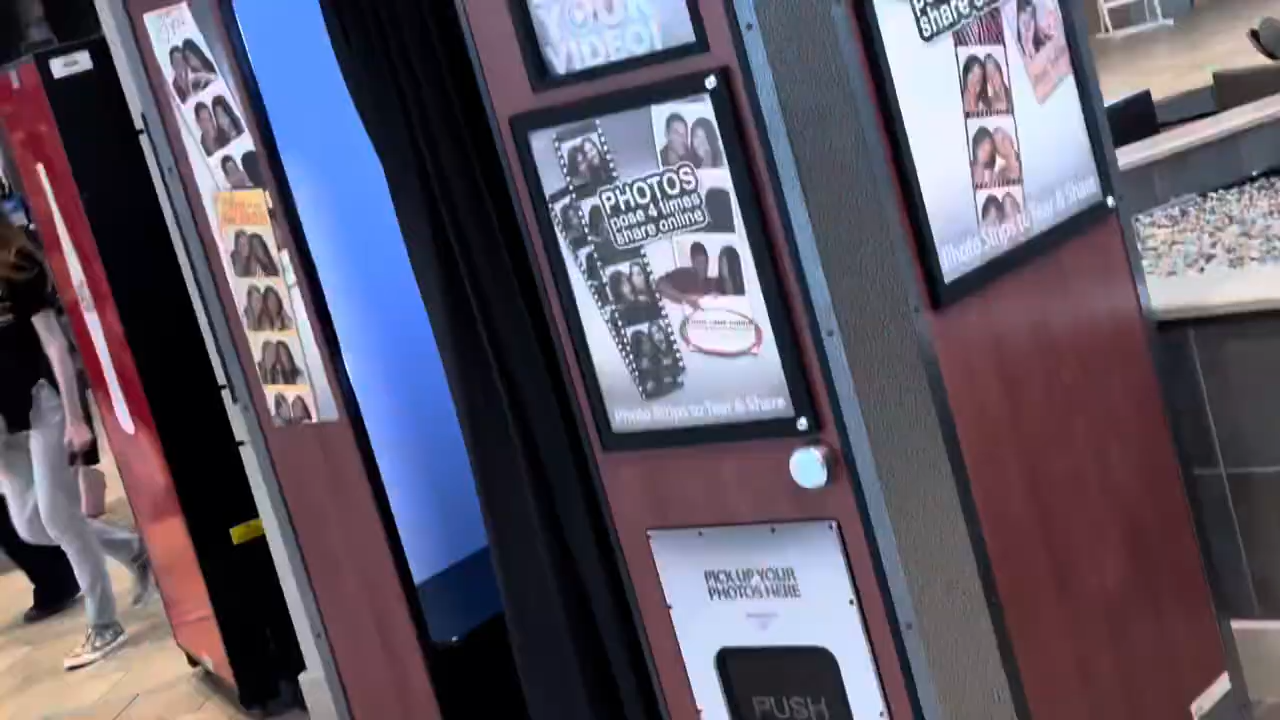 YOUR
VIDEO!
PHOTOS
pose 4 times
share online
Photo Strips to Tear & Share
PICK UP YOUR
PHOTOS HERE
PUSH
share
Photo Strips to Tear & Share